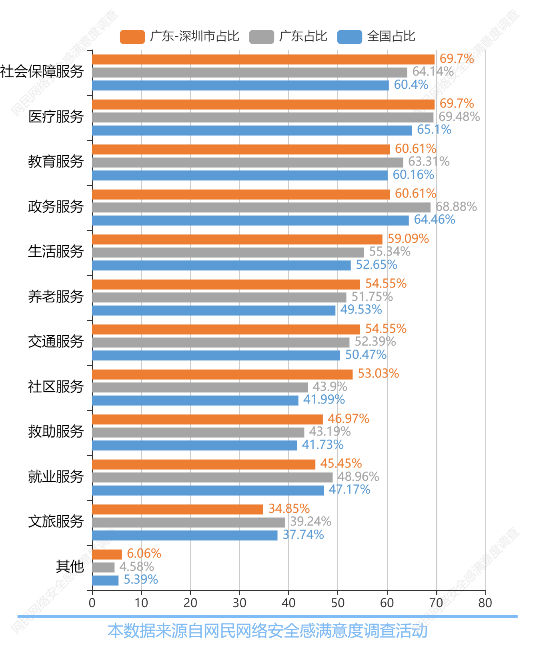 广东-深圳市占比 广东占比 全国占比
社会保障服务 69.7% 64.14% 60.4%
医疗服务 69.7% 69.48% 65.1%
教育服务 60.61% 63.31% 60.16%
政务服务 60.61% 68.88% 64.46%
生活服务 59.09% 55.34% 52.65%
养老服务 54.55% 51.75% 49.53%
交通服务 54.55% 52.39% 50.47%
社区服务 53.03% 43.9% 41.99%
救助服务 46.97% 43.19% 41.73%
就业服务 45.45% 48.96% 47.17%
文旅服务 34.85% 39.24% 37.74%
其他 6.06% 4.58% 5.39%
0 10 20 30 40 50 60 70 80
本数据来源自网民网络安全感满意度调查活动